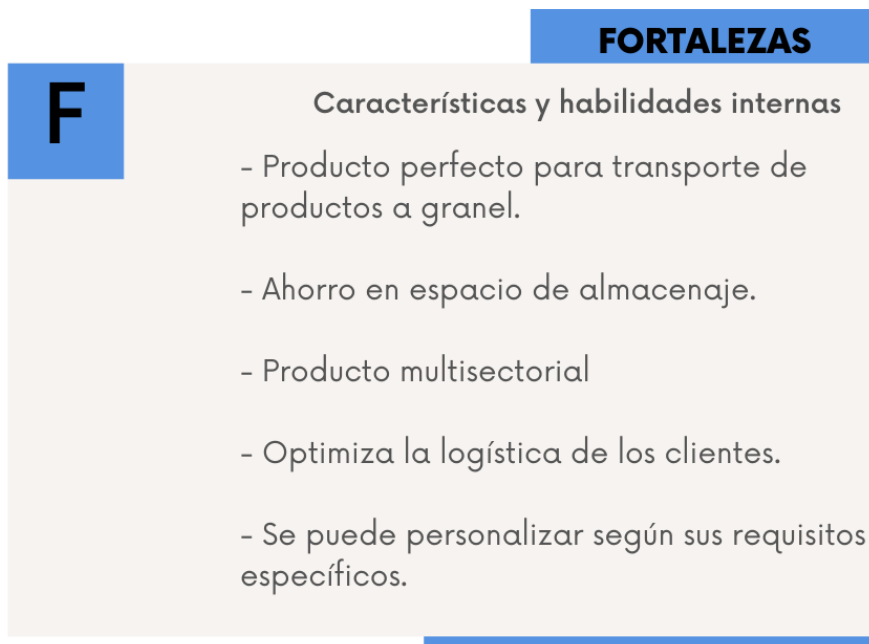 FORTALEZAS
F
Características y habilidades internas
- Producto perfecto para transporte de
productos a granel.
- Ahorro en espacio de almacenaje.
- Producto multisectorial
- Optimiza la logística de los clientes.
- Se puede personalizar según sus requisitos
específicos.